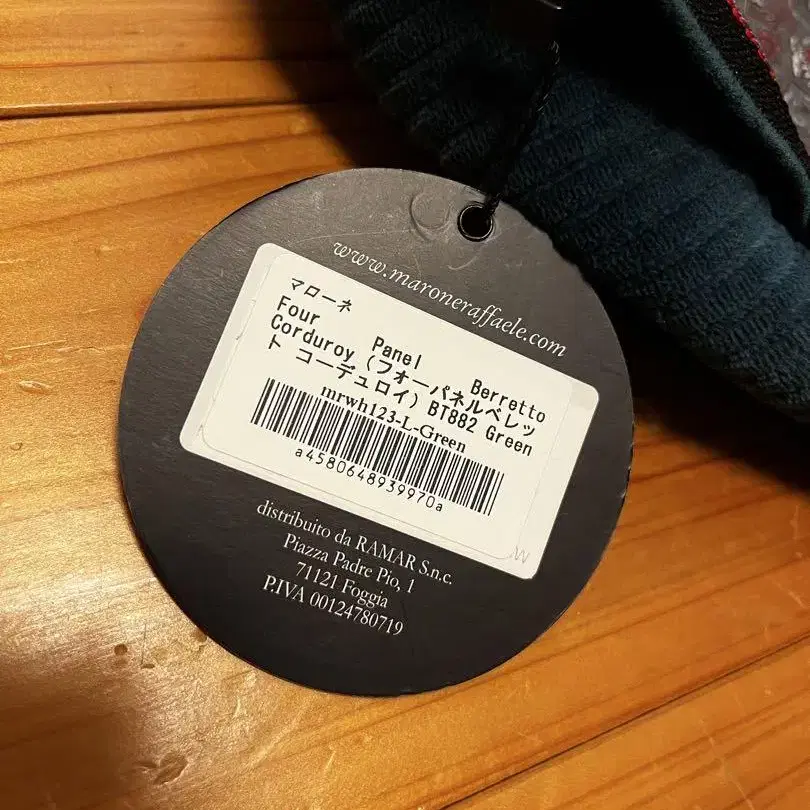 www.maroneraffaele.com
マローネ
Four Panel Berretto
Corduroy (フォーパネルベレッ
ト コーデュロイ) BT882 Green
mrwh123-L-Green
a4580648939970a
W
distribuito da RAMAR S.n.c.
Piazza Padre Pio, 1
71121 Foggia
P.IVA 00124780719